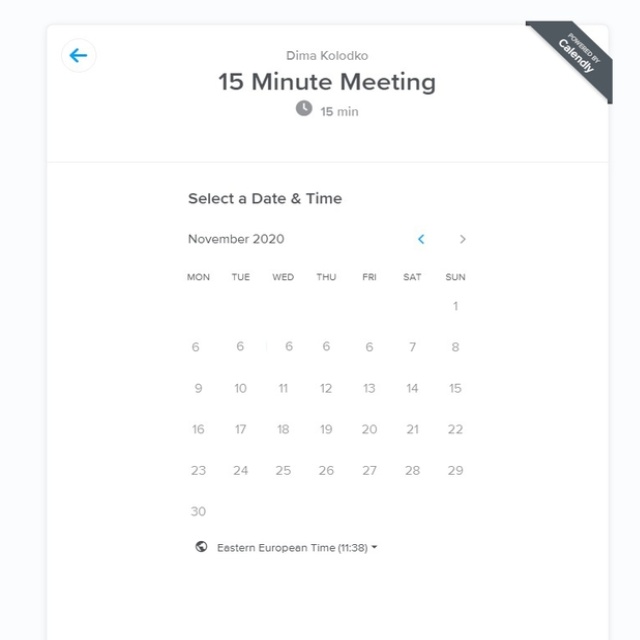 POWERED BY
Calendly
Dima Kolodko
15 Minute Meeting
15 min
Select a Date & Time
November 2020
MON TUE WED THU FRI SAT SUN
1
6 6 6 6 6 7 8
9 10 11 12 13 14 15
16 17 18 19 20 21 22
23 24 25 26 27 28 29
30
Eastern European Time (11:38)